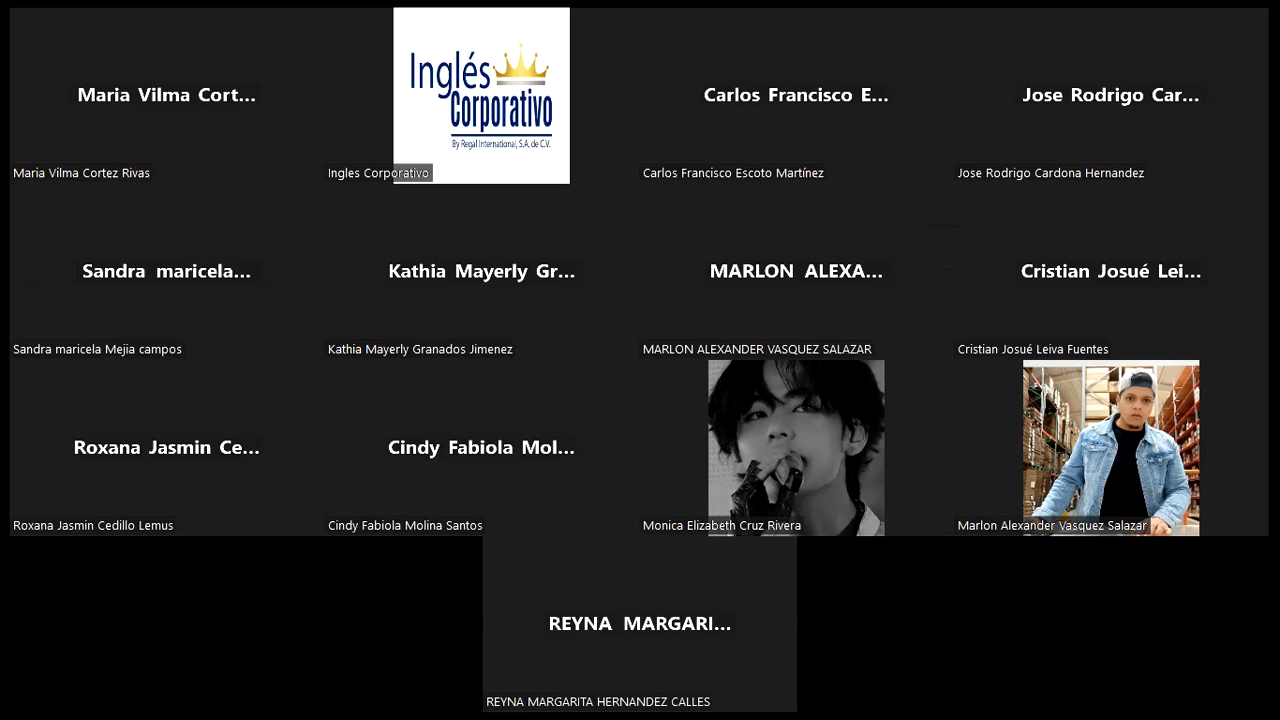 Maria Vilma Cort...
Maria Vilma Cortez Rivas
Inglés
Corporativo
By Regal International, S.A. de C.V.
Ingles Corporativo
Carlos Francisco E...
Carlos Francisco Escoto Martínez
Jose Rodrigo Car...
Jose Rodrigo Cardona Hernandez
Sandra maricela...
Sandra maricela Mejia campos
Kathia Mayerly Gr...
Kathia Mayerly Granados Jimenez
MARLON ALEXA...
MARLON ALEXANDER VASQUEZ SALAZAR
Cristian Josué Lei...
Cristian Josué Leiva Fuentes
Roxana Jasmin Ce...
Roxana Jasmin Cedillo Lemus
Cindy Fabiola Mol...
Cindy Fabiola Molina Santos
Monica Elizabeth Cruz Rivera
Marlon Alexander Vasquez Salazar
REYNA MARGARI...
REYNA MARGARITA HERNANDEZ CALLES